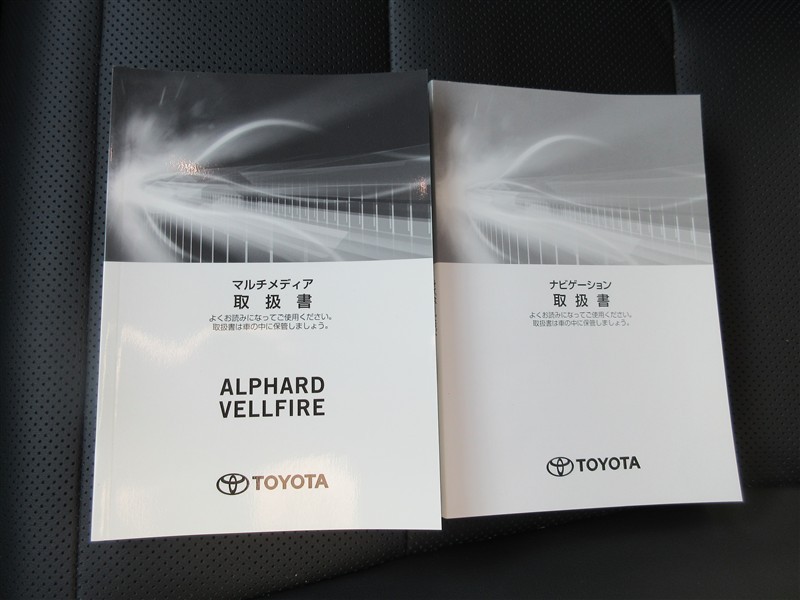 マルチメディア
取扱書
よくお読みになってご使用ください。
取扱書は車の中に保管しましょう。
ALPHARD
VELLFIRE
TOYOTA
ナビゲーション
取扱書
よくお読みになってご使用ください。
取扱書は車の中に保管しましょう。
TOYOTA